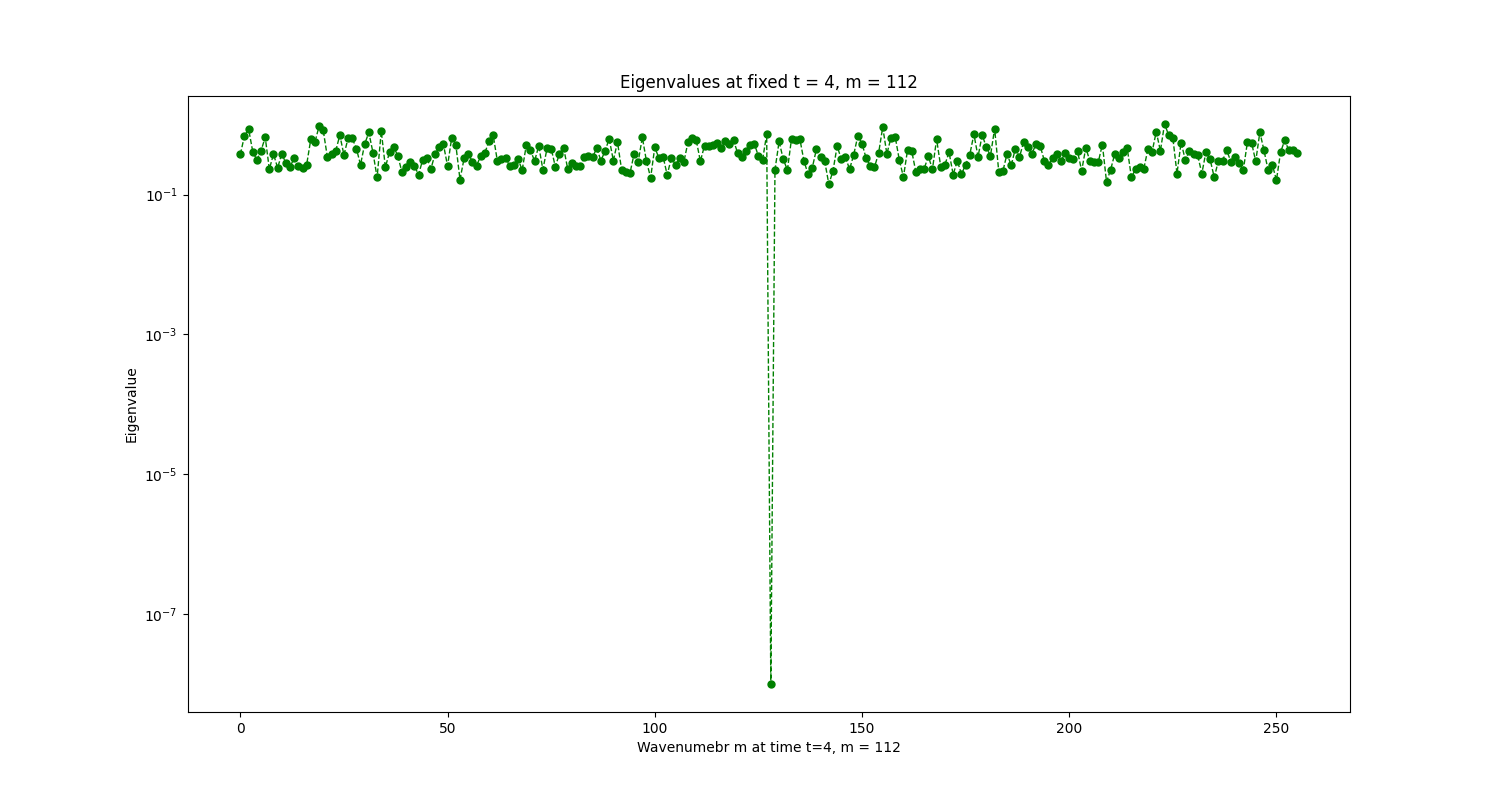 Eigenvalues at fixed t = 4, m = 112
10⁻¹
10⁻³
10⁻⁵
10⁻⁷
Eigenvalue
0 50 100 150 200 250
Wavenumebr m at time t=4, m = 112